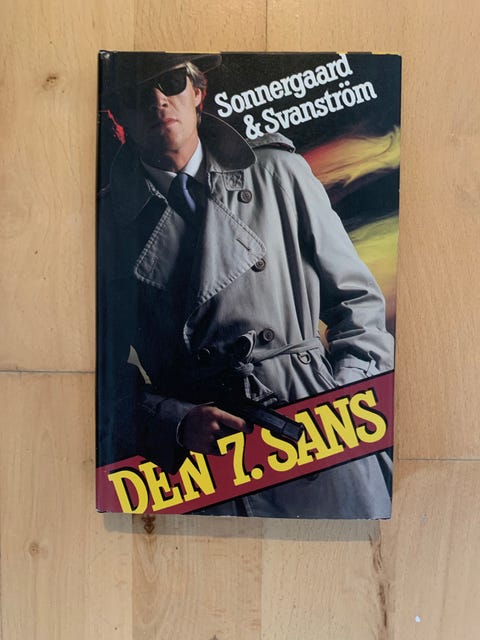 Sonnergaard
& Svanström
DEN 7. SANS